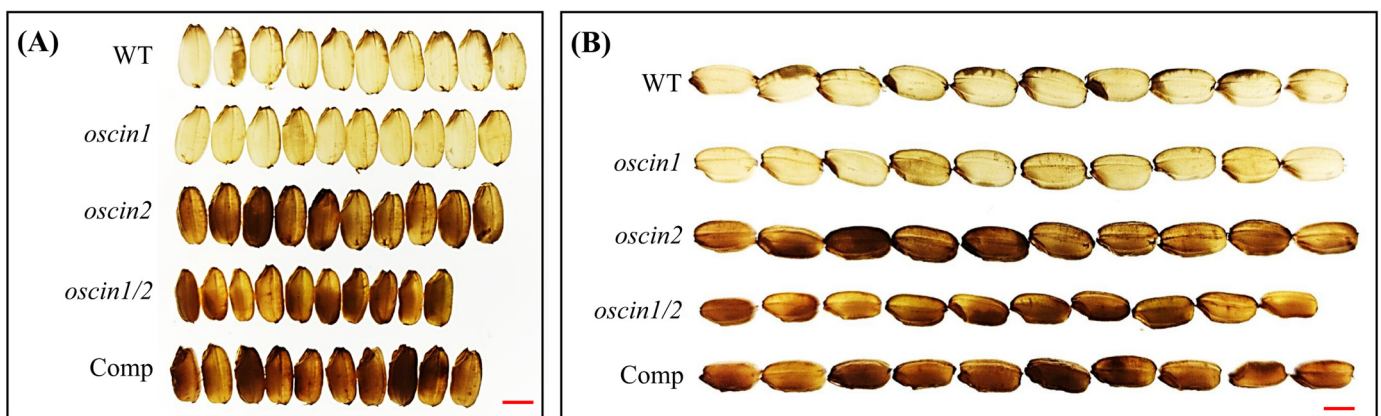 (A)
WT
oscin1
oscin2
oscin1/2
Comp
(B)
WT
oscin1
oscin2
oscin1/2
Comp